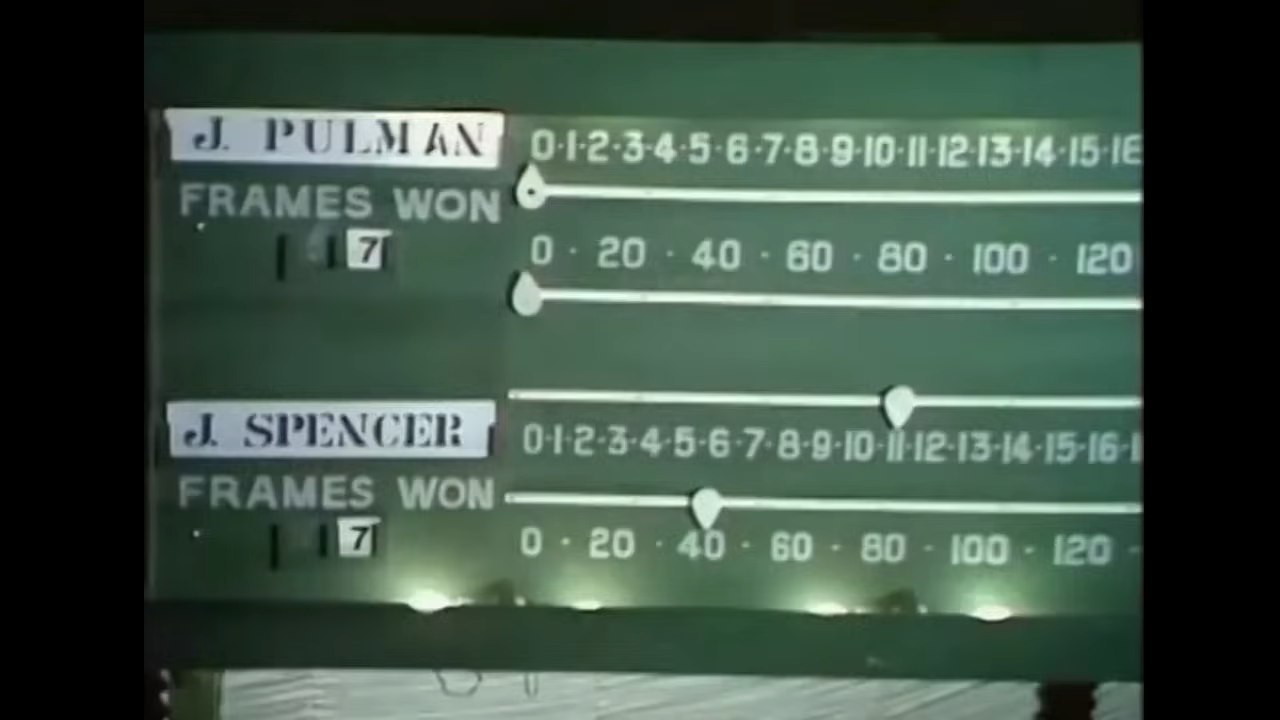 J. PULMAN
0·1·2·3·4·5·6·7·8·9·10·11·12·13·14·15·16
FRAMES WON
7
0 · 20 · 40 · 60 · 80 · 100 · 120
J. SPENCER
0·1·2·3·4·5·6·7·8·9·10·11·12·13·14·15·16·1
FRAMES WON
7
0 · 20 · 40 · 60 · 80 · 100 · 120 ·